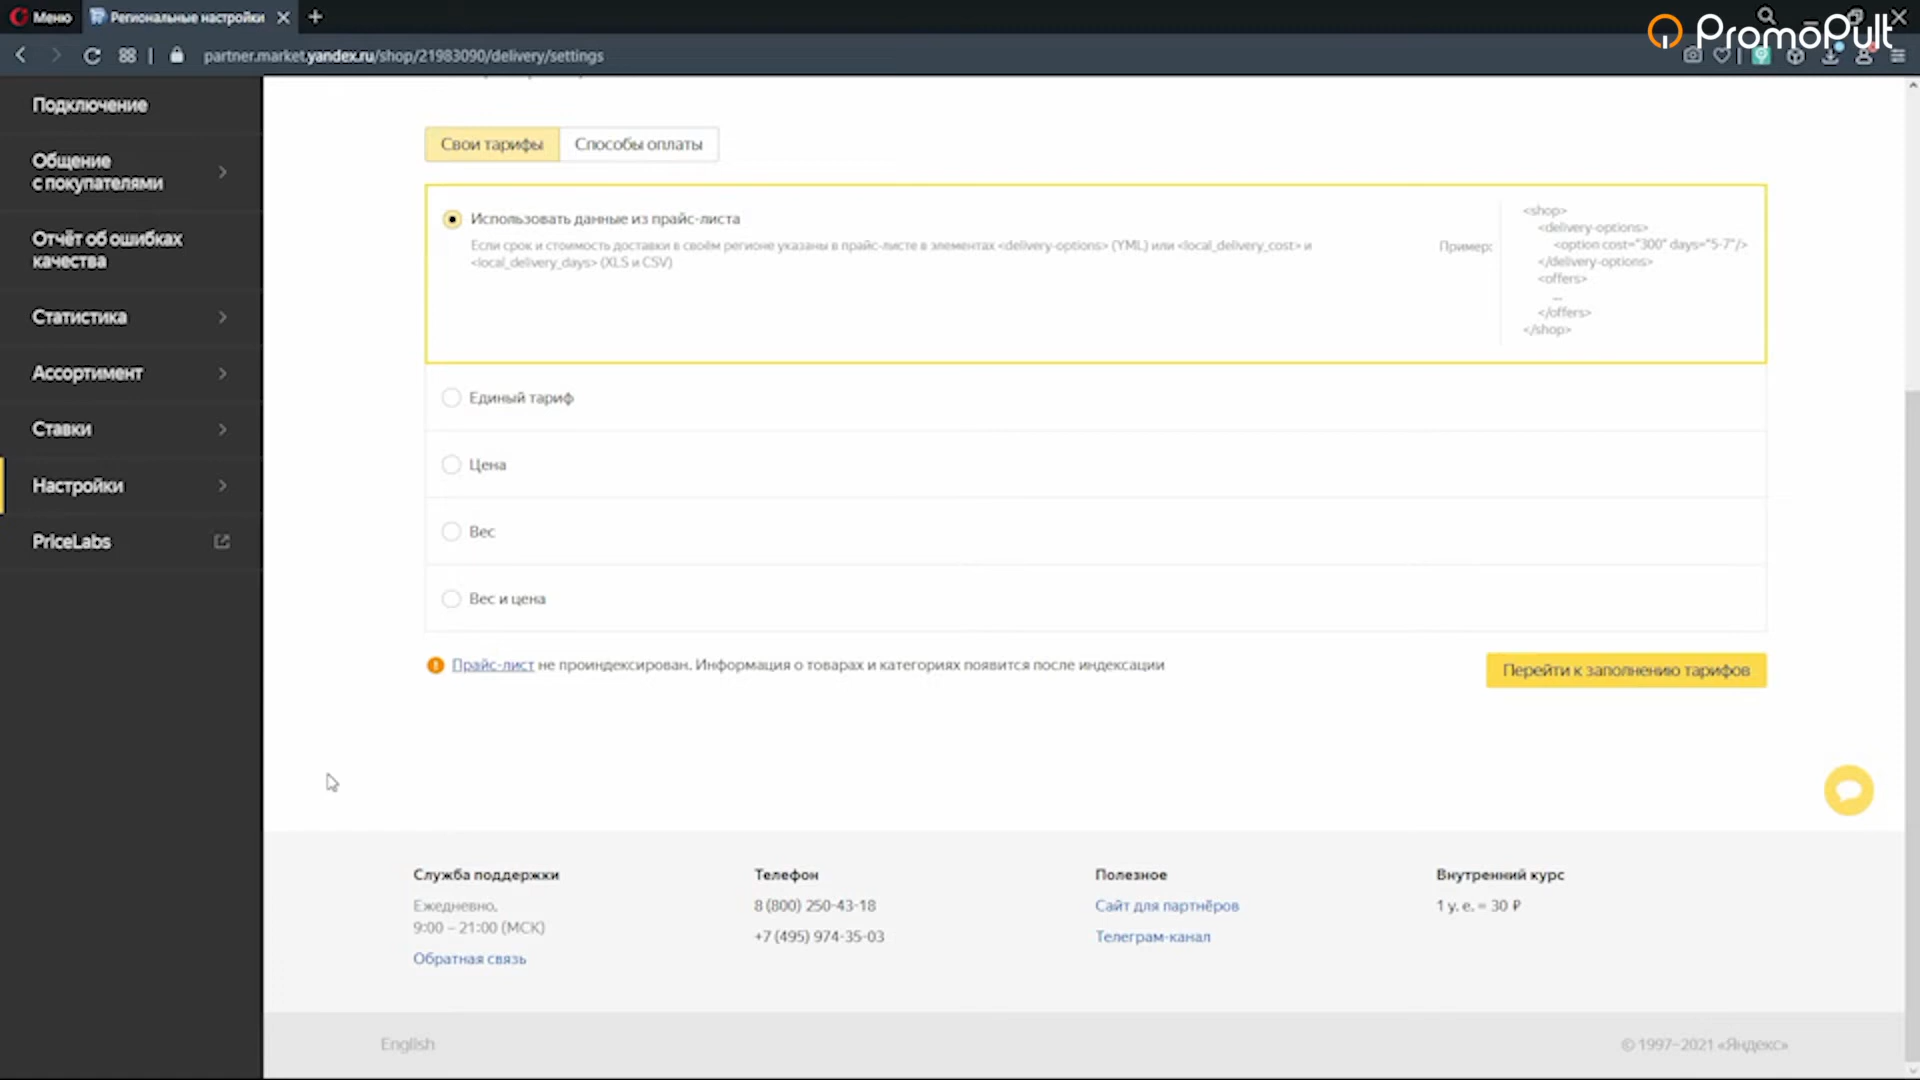 Меню
Региональные настройки
PromoPult
partner.market.yandex.ru/shop/21983090/delivery/settings
Подключение
Общение
с покупателями
Отчёт об ошибках
качества
Статистика
Ассортимент
Ставки
Настройки
PriceLabs
Свои тарифы
Способы оплаты
Использовать данные из прайс-листа
Если срок и стоимость доставки в своём регионе указаны в прайс-листе в элементах <delivery-options> (YML) или <local_delivery_cost> и
<local_delivery_days> (XLS и CSV)
Пример:
<shop>
<delivery-options>
<option cost="300" days="5-7"/>
</delivery-options>
<offers>
...
</offers>
</shop>
Единый тариф
Цена
Вес
Вес и цена
Прайс-лист не проиндексирован. Информация о товарах и категориях появится после индексации
Перейти к заполнению тарифов
Служба поддержки
Ежедневно,
9:00 – 21:00 (МСК)
Обратная связь
Телефон
8 (800) 250-43-18
+7 (495) 974-35-03
Полезное
Сайт для партнёров
Телеграм-канал
Внутренний курс
1 у. е. = 30 ₽
English
© 1997–2021 «Яндекс»